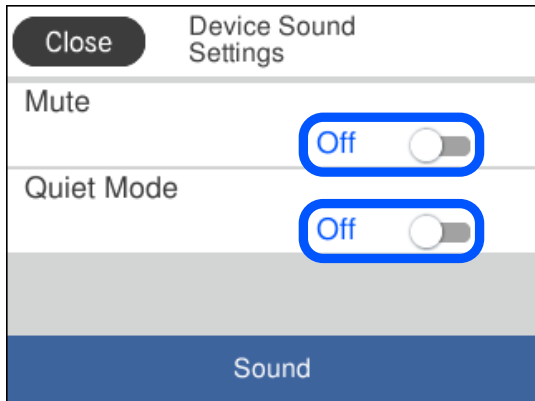 Close
Device Sound
Settings
Mute
Off
Quiet Mode
Off
Sound